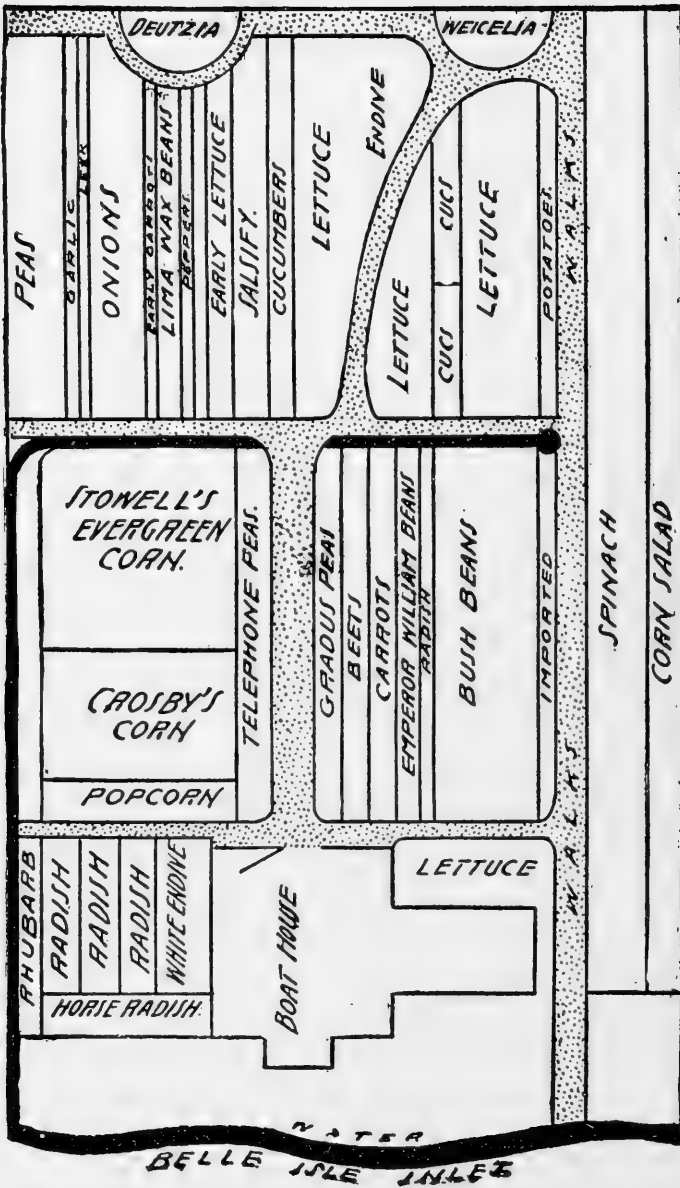 DEUTZIA
WEIGELIA
PEAS
GARLIC
LEEK
ONIONS
EARLY CARROTS
LIMA WAX BEANS
PEPPERS
EARLY LETTUCE
SALSIFY.
CUCUMBERS
LETTUCE
ENDIVE
LETTUCE
CUCS
CUCS
LETTUCE
POTATOES.
WALKS
STOWELL'S
EVERGREEN
CORN.
CROSBY'S
CORN
POPCORN
TELEPHONE PEAS.
GRADUS PEAS
BEETS
CARROTS
EMPEROR WILLIAM BEANS
RADISH
BUSH BEANS
IMPORTED
WALKS
SPINACH
CORN SALAD
RHUBARB
RADISH
RADISH
RADISH
WHITE ENDIVE
HORSE RADISH.
BOAT HOUSE
LETTUCE
WATER
BELLE ISLE INLET